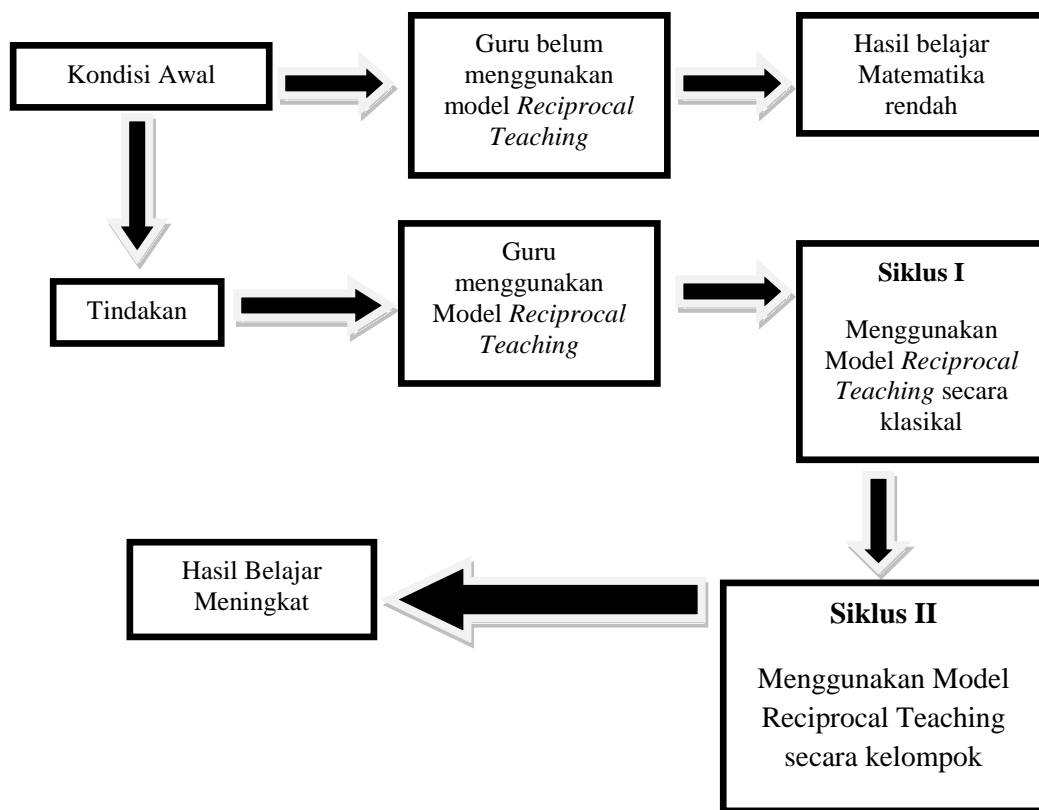 Kondisi Awal
Guru belum
menggunakan
model Reciprocal
Teaching
Hasil belajar
Matematika
rendah
Tindakan
Guru
menggunakan
Model Reciprocal
Teaching
Siklus I
Menggunakan
Model Reciprocal
Teaching secara
klasikal
Hasil Belajar
Meningkat
Siklus II
Menggunakan Model
Reciprocal Teaching
secara kelompok